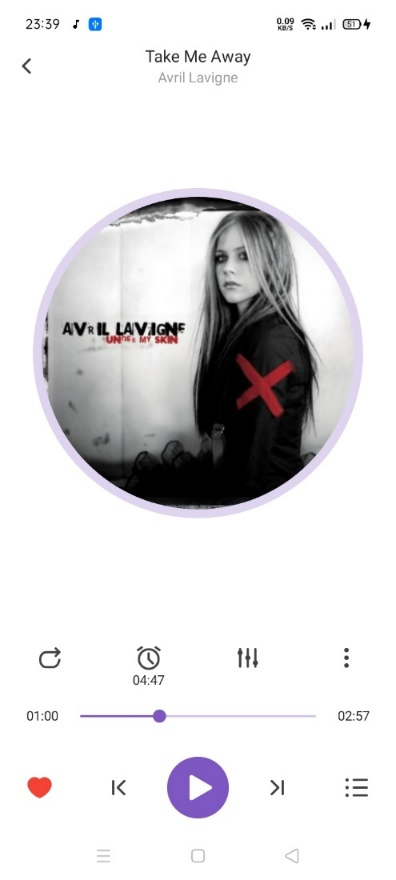 23:39
0.09
KB/S
51
Take Me Away
Avril Lavigne
AVRIL LAVIGNE
UNDER MY SKIN
04:47
01:00
02:57